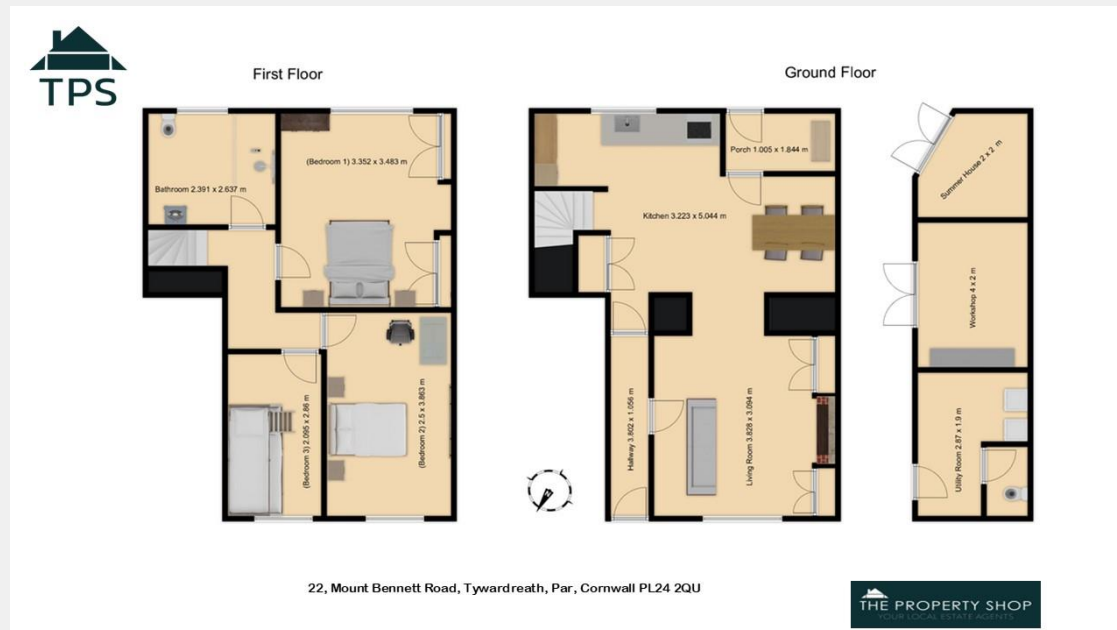 TPS
First Floor
Ground Floor
Bathroom 2.391 x 2.637 m
(Bedroom 1) 3.352 x 3.483 m
(Bedroom 2) 2.5 x 3.863 m
(Bedroom 3) 2.095 x 2.86 m
Porch 1.005 x 1.844 m
Kitchen 3.223 x 5.044 m
Hallway 3.802 x 1.056 m
Living Room 3.828 x 3.094 m
Summer House 2 x 2 m
Workshop 4 x 2 m
Utility Room 2.87 x 1.9 m
22, Mount Bennett Road, Tywardreath, Par, Cornwall PL24 2QU
THE PROPERTY SHOP
YOUR LOCAL ESTATE AGENTS